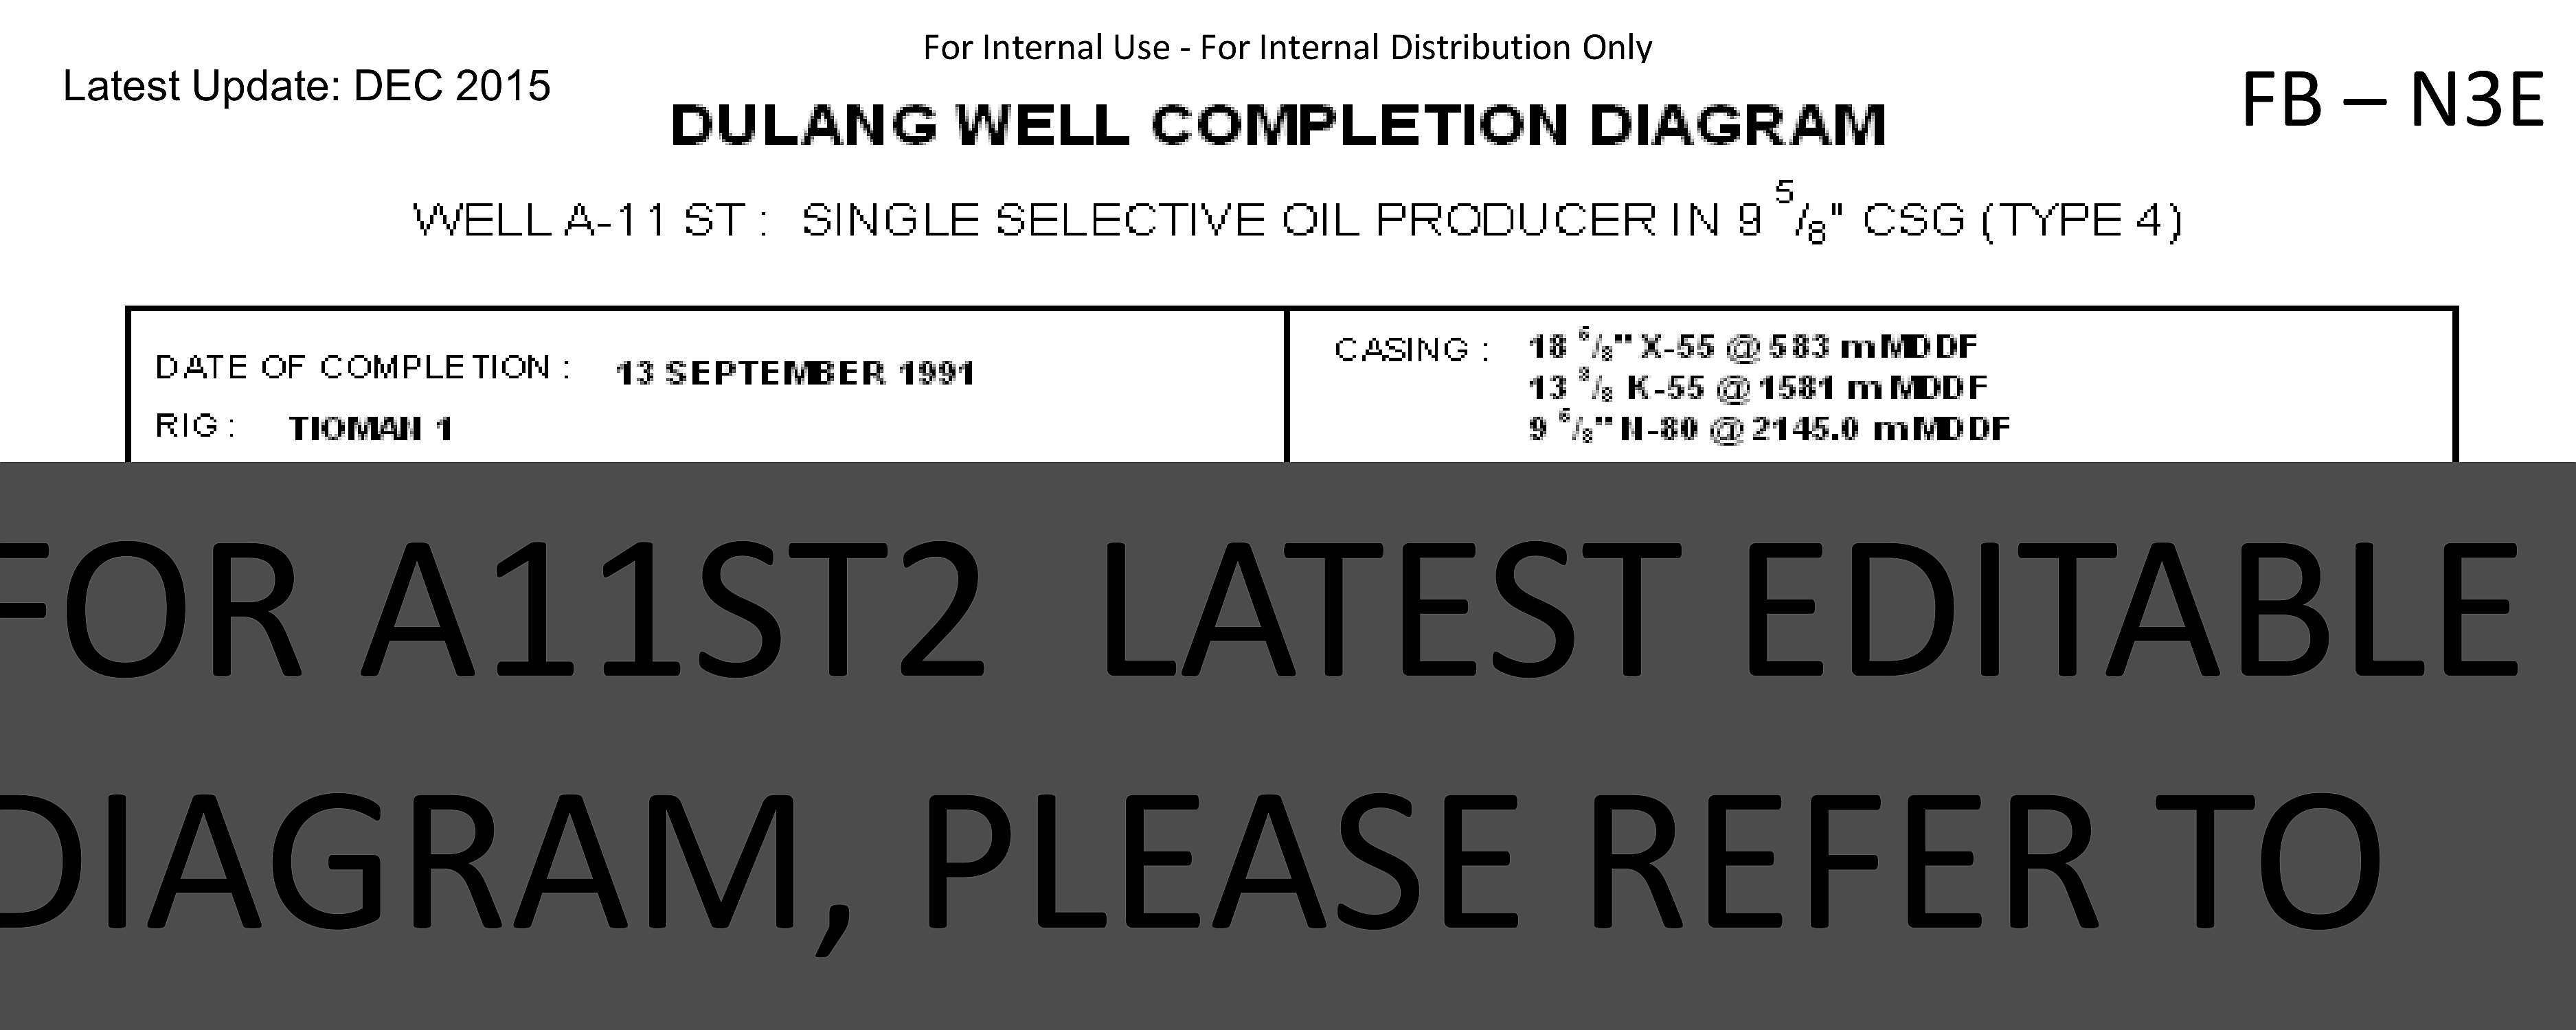 For Internal Use - For Internal Distribution Only
Latest Update: DEC 2015
FB – N3E
DULANG WELL COMPLETION DIAGRAM
WELL A-11 ST : SINGLE SELECTIVE OIL PRODUCER IN 9 5/8" CSG (TYPE 4)
DATE OF COMPLETION : 13 SEPTEMBER 1991
RIG : TIOMAN 1
CASING : 18 5/8" X-55 @ 583 mMDDF
13 3/8 K-55 @ 1581 mMDDF
9 5/8" N-80 @ 2145.0 mMDDF
FOR A11ST2 LATEST EDITABLE
DIAGRAM, PLEASE REFER TO